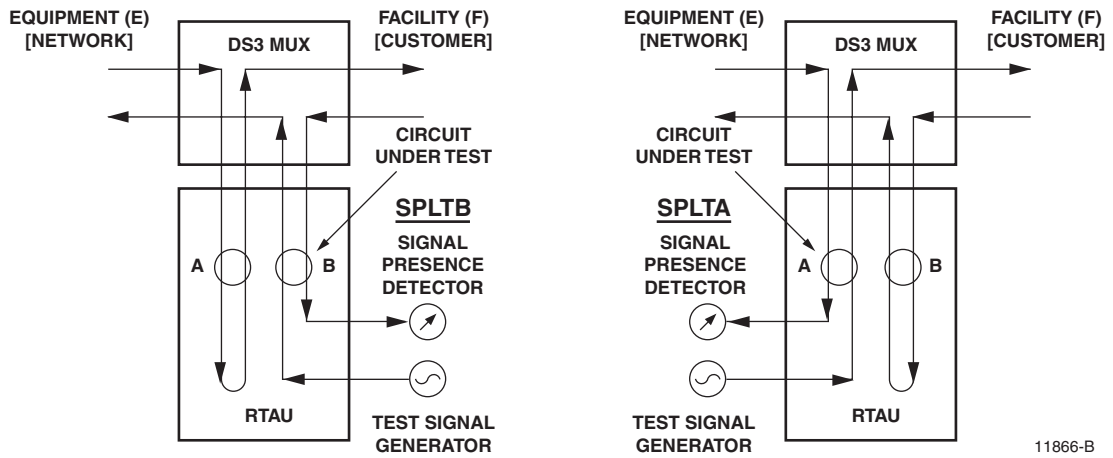 EQUIPMENT (E)
[NETWORK]
DS3 MUX
FACILITY (F)
[CUSTOMER]
CIRCUIT
UNDER TEST
SPLTB
SIGNAL
PRESENCE
DETECTOR
A
B
RTAU
TEST SIGNAL
GENERATOR
EQUIPMENT (E)
[NETWORK]
DS3 MUX
FACILITY (F)
[CUSTOMER]
CIRCUIT
UNDER TEST
SPLTA
SIGNAL
PRESENCE
DETECTOR
A
B
RTAU
TEST SIGNAL
GENERATOR
11866-B